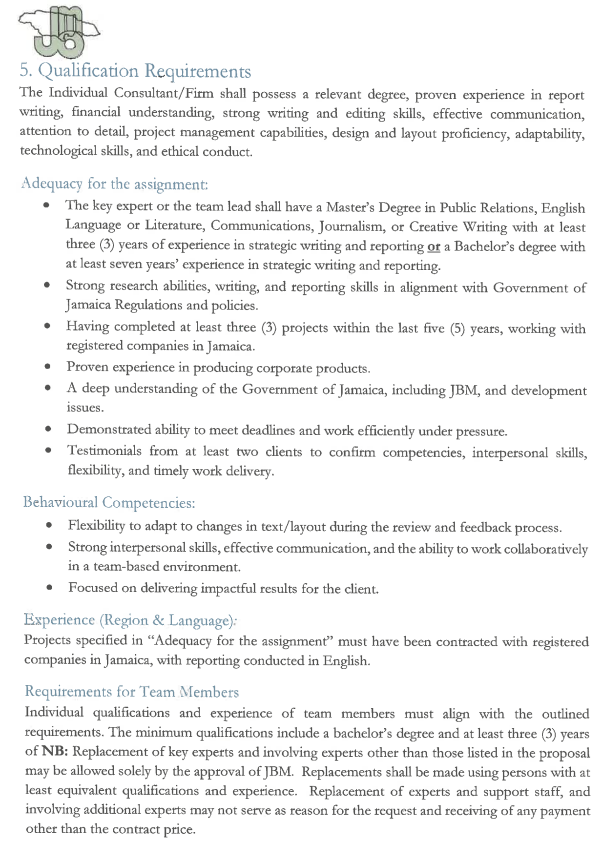 JBM
5. Qualification Requirements
The Individual Consultant/Firm shall possess a relevant degree, proven experience in report
writing, financial understanding, strong writing and editing skills, effective communication,
attention to detail, project management capabilities, design and layout proficiency, adaptability,
technological skills, and ethical conduct.
Adequacy for the assignment:
• The key expert or the team lead shall have a Master's Degree in Public Relations, English
Language or Literature, Communications, Journalism, or Creative Writing with at least
three (3) years of experience in strategic writing and reporting or a Bachelor's degree with
at least seven years' experience in strategic writing and reporting.
• Strong research abilities, writing, and reporting skills in alignment with Government of
Jamaica Regulations and policies.
• Having completed at least three (3) projects within the last five (5) years, working with
registered companies in Jamaica.
• Proven experience in producing corporate products.
• A deep understanding of the Government of Jamaica, including JBM, and development
issues.
• Demonstrated ability to meet deadlines and work efficiently under pressure.
• Testimonials from at least two clients to confirm competencies, interpersonal skills,
flexibility, and timely work delivery.
Behavioural Competencies:
• Flexibility to adapt to changes in text/layout during the review and feedback process.
• Strong interpersonal skills, effective communication, and the ability to work collaboratively
in a team-based environment.
• Focused on delivering impactful results for the client.
Experience (Region & Language):
Projects specified in “Adequacy for the assignment” must have been contracted with registered
companies in Jamaica, with reporting conducted in English.
Requirements for Team Members
Individual qualifications and experience of team members must align with the outlined
requirements. The minimum qualifications include a bachelor's degree and at least three (3) years
of NB: Replacement of key experts and involving experts other than those listed in the proposal
may be allowed solely by the approval of JBM. Replacements shall be made using persons with at
least equivalent qualifications and experience. Replacement of experts and support staff, and
involving additional experts may not serve as reason for the request and receiving of any payment
other than the contract price.